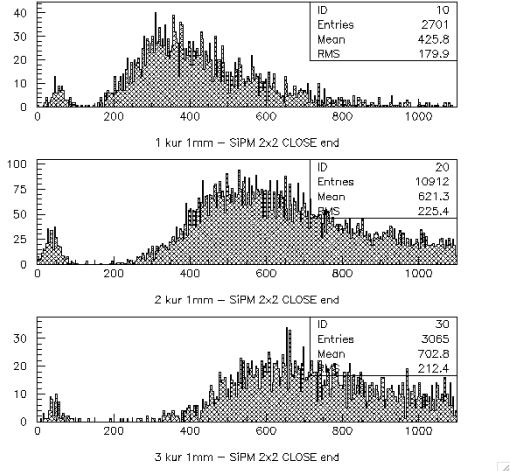 40
30
20
10
0
ID 10
Entries 2701
Mean 425.8
RMS 179.9
0 200 400 600 800 1000
1 kur 1mm – SiPM 2x2 CLOSE end
100
75
50
25
0
ID 20
Entries 10912
Mean 621.3
RMS 225.4
0 200 400 600 800 1000
2 kur 1mm – SiPM 2x2 CLOSE end
30
20
10
0
ID 30
Entries 3065
Mean 702.8
212.4
0 200 400 600 800 1000
3 kur 1mm – SiPM 2x2 CLOSE end